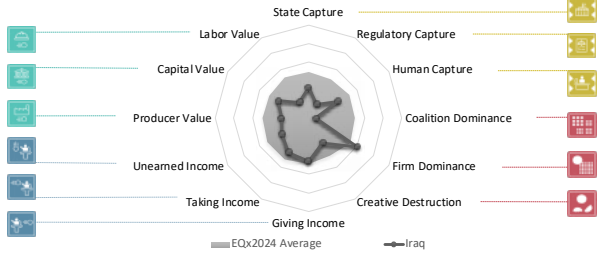 State Capture
Labor Value
Regulatory Capture
Capital Value
Human Capture
Producer Value
Coalition Dominance
Unearned Income
Firm Dominance
Taking Income
Creative Destruction
Giving Income
EQx2024 Average
Iraq